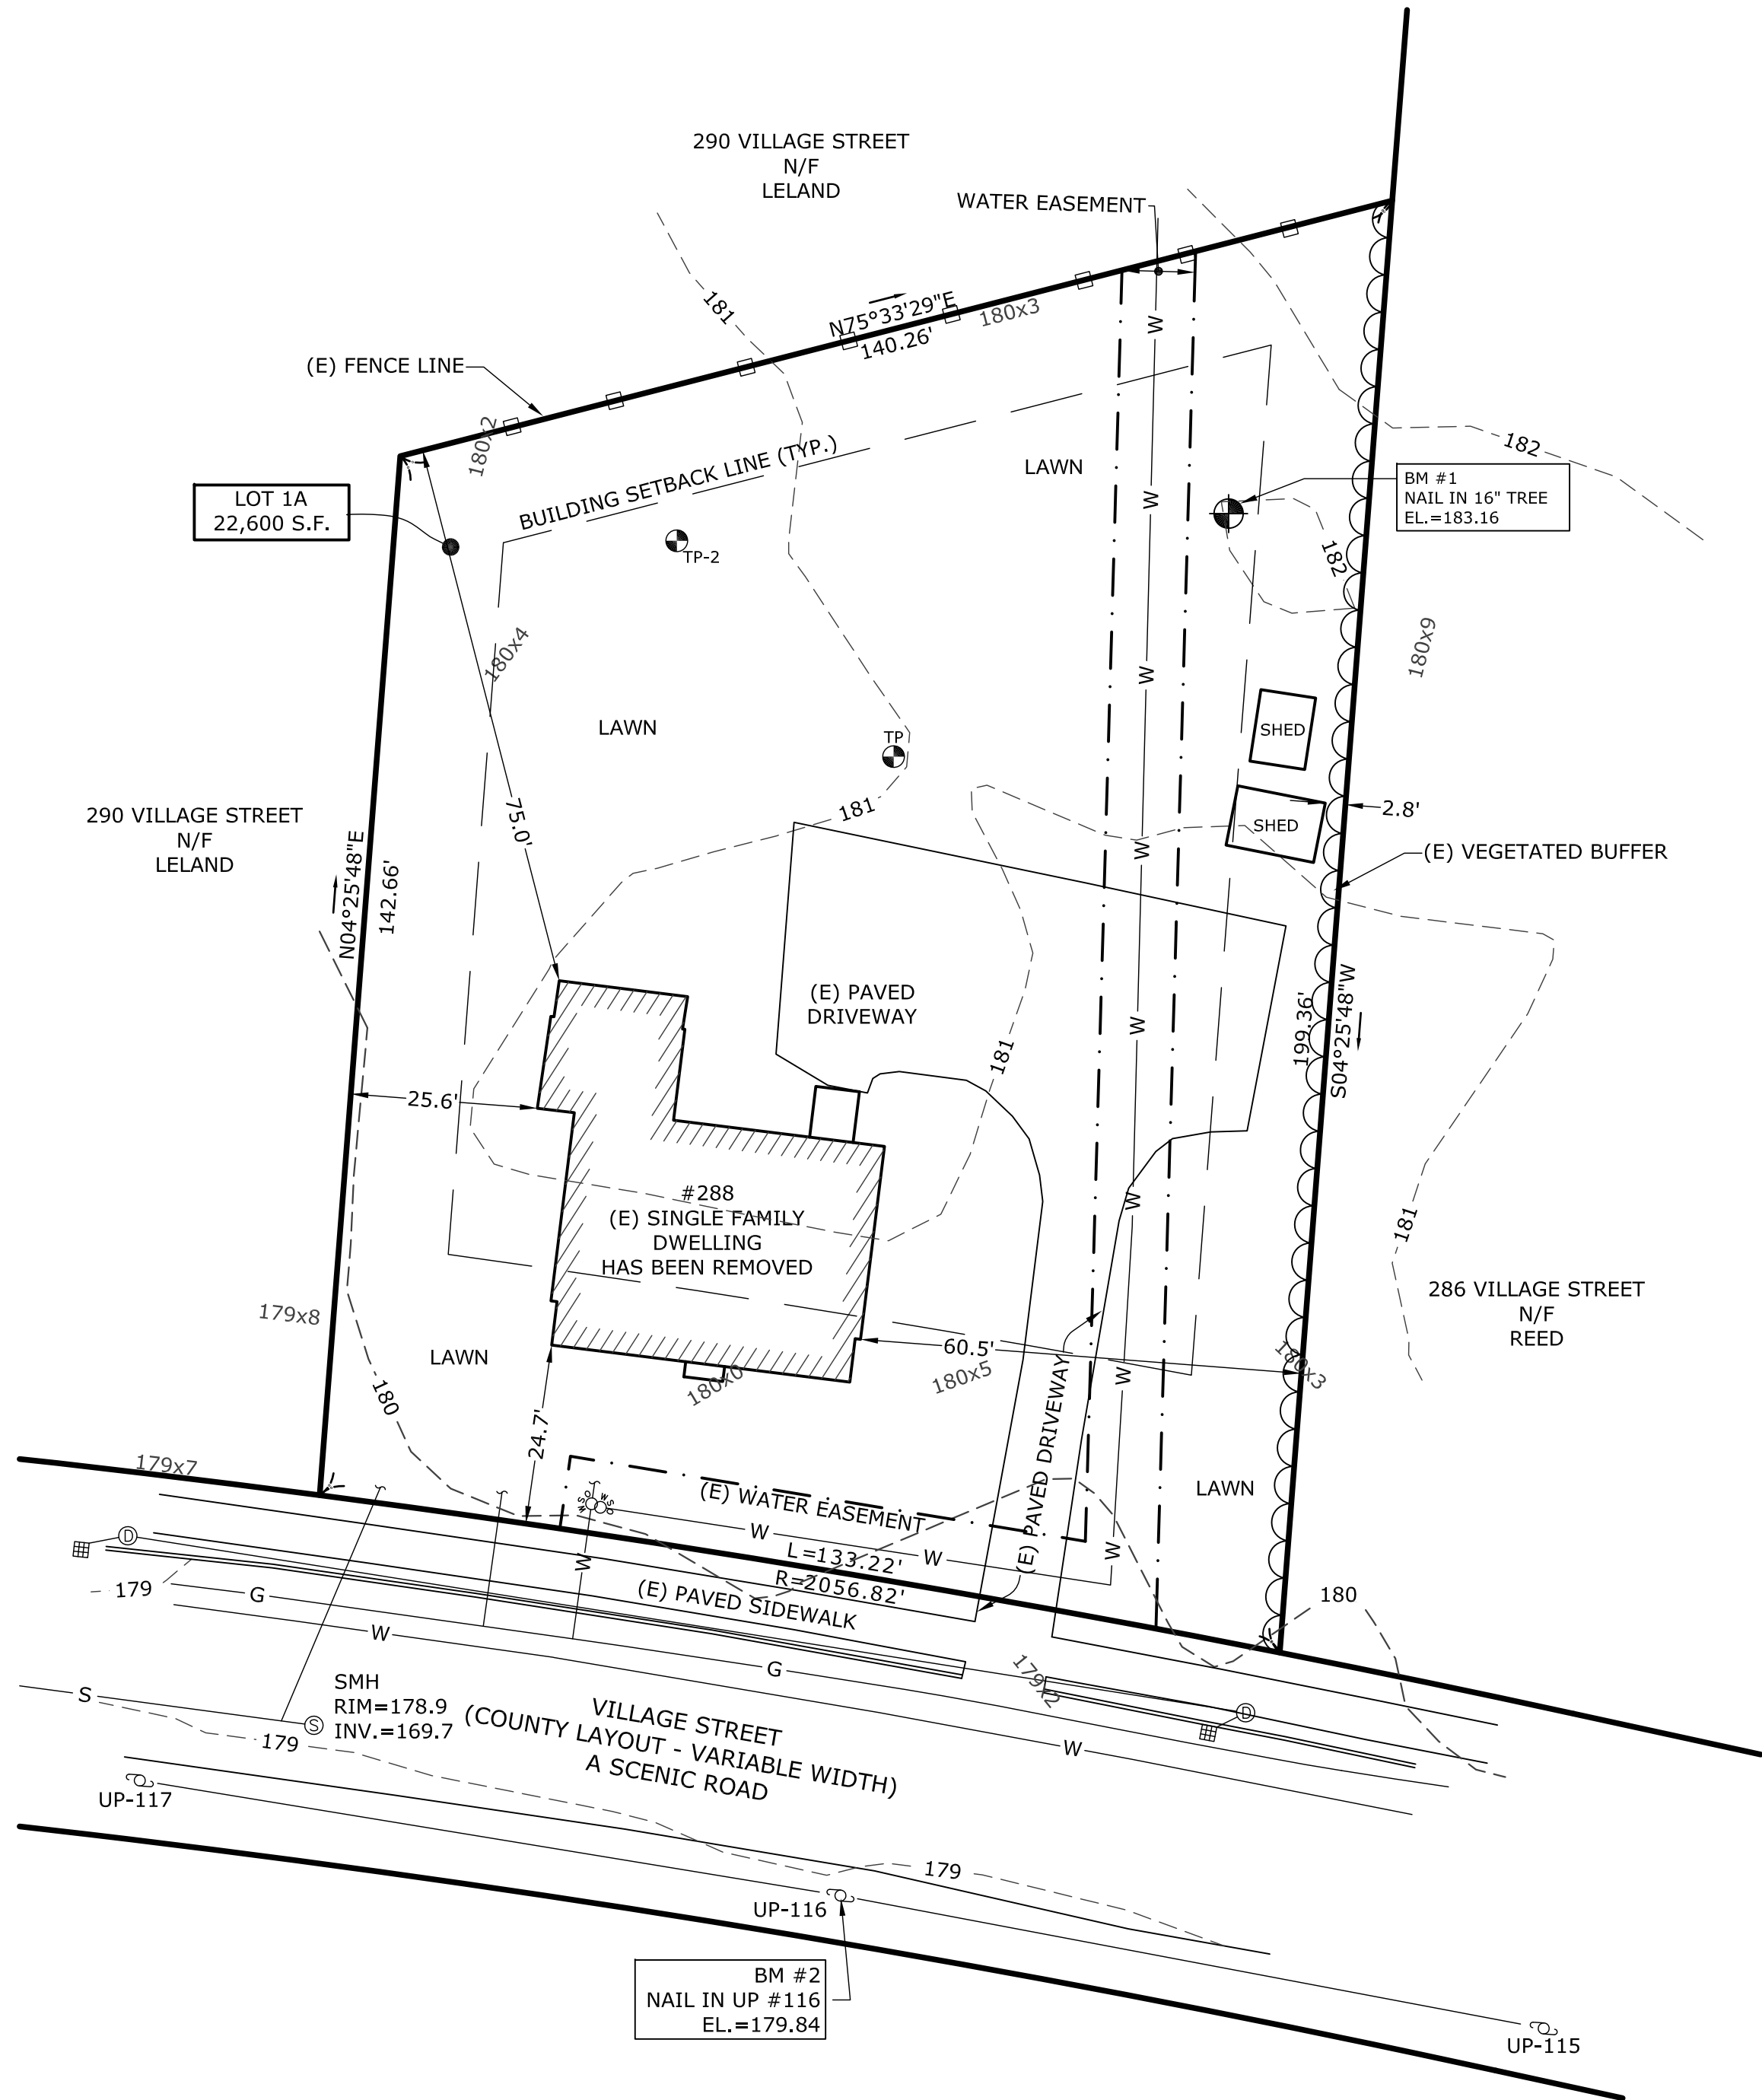 290 VILLAGE STREET
N/F
LELAND
WATER EASEMENT
181
N75°33'29"E
140.26'
180x3
W
(E) FENCE LINE
180x2
BUILDING SETBACK LINE (TYP.)
LAWN
182
BM #1
NAIL IN 16" TREE
EL.=183.16
LOT 1A
22,600 S.F.
W
TP-2
182
180x4
180x9
W
LAWN
TP
SHED
75.0'
181
2.8'
SHED
290 VILLAGE STREET
N/F
LELAND
W
(E) VEGETATED BUFFER
N04°25'48"E
142.66'
(E) PAVED
DRIVEWAY
W
199.36'
S04°25'48"W
181
25.6'
#288
(E) SINGLE FAMILY
DWELLING
HAS BEEN REMOVED
W
181
286 VILLAGE STREET
N/F
REED
179x8
LAWN
60.5'
180x3
180x0
180x5
W
180
24.7'
179x7
(E) PAVED DRIVEWAY
LAWN
WSO
WSO
(E) WATER EASEMENT
W
W
W
W
L=133.22'
R=2056.82'
D
179
G
(E) PAVED SIDEWALK
180
W
G
179x2
S
SMH
RIM=178.9
INV.=169.7
S
D
179
VILLAGE STREET
(COUNTY LAYOUT - VARIABLE WIDTH)
A SCENIC ROAD
W
UP-117
179
UP-116
BM #2
NAIL IN UP #116
EL.=179.84
UP-115